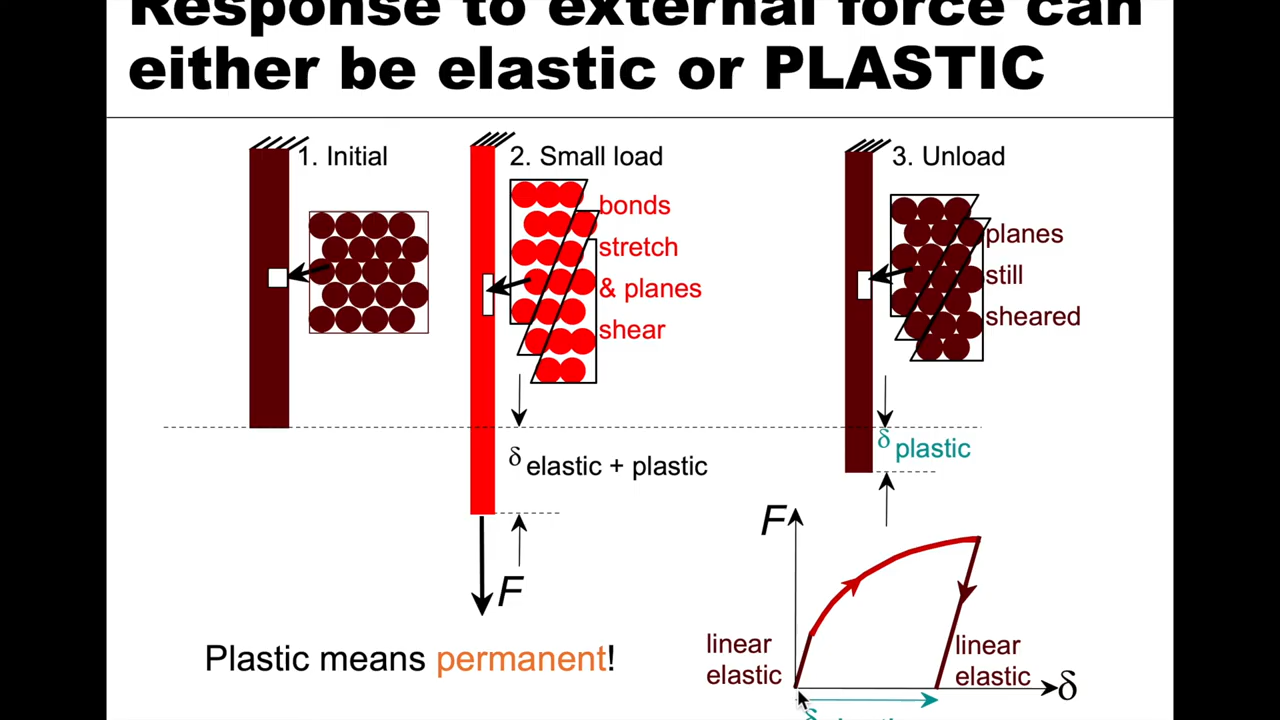 Response to external force can
either be elastic or PLASTIC
1. Initial
2. Small load
3. Unload
bonds
stretch
& planes
shear
planes
still
sheared
δ elastic + plastic
δ plastic
F
F
linear
elastic
linear
elastic
δ
Plastic means permanent!
δ